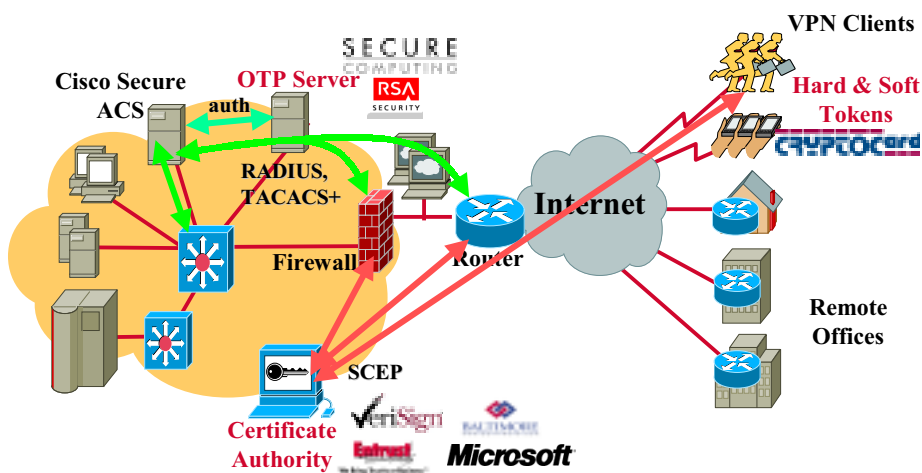 VPN Clients
SECURE
COMPUTING
RSA
SECURITY
Cisco Secure
ACS
OTP Server
auth
Hard & Soft
Tokens
CRYPTOCard
RADIUS,
TACACS+
Internet
Firewall
Router
Remote
Offices
SCEP
VeriSign
BALTIMORE
Certificate
Authority
Entrust
Microsoft